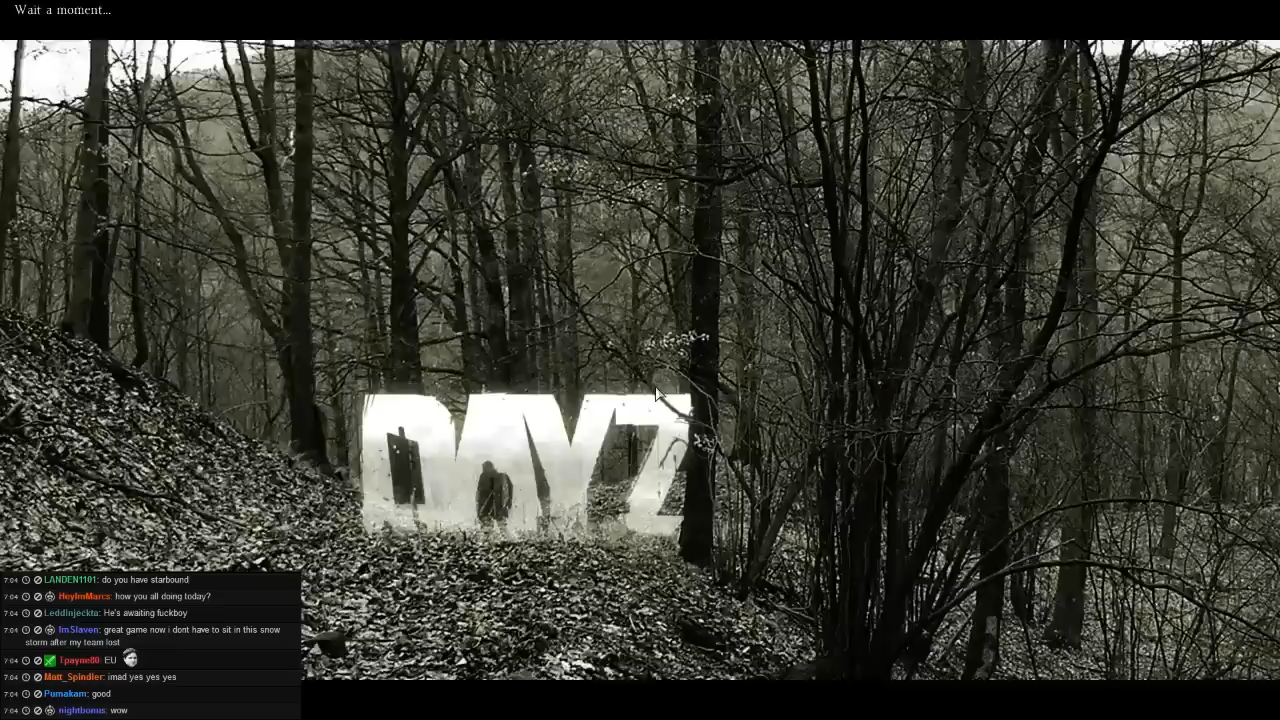 Wait a moment...
DAYZ
7:04 LANDEN1101: do you have starbound
7:04 HeyImMarcs: how you all doing today?
7:04 Leddinjeckta: He's awaiting fuckboy
7:04 ImSlaven: great game now i dont have to sit in this snow
storm after my team lost
7:04 Tpayne80: EU
7:04 Matt_Spindler: imad yes yes yes
7:04 Pumakam: good
7:04 nightbonus: wow